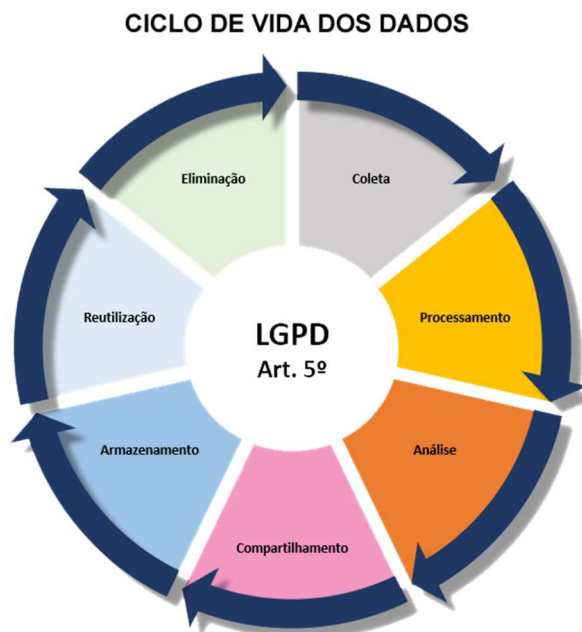 CICLO DE VIDA DOS DADOS
Eliminação
Coleta
Reutilização
Processamento
LGPD
Art. 5º
Armazenamento
Análise
Compartilhamento